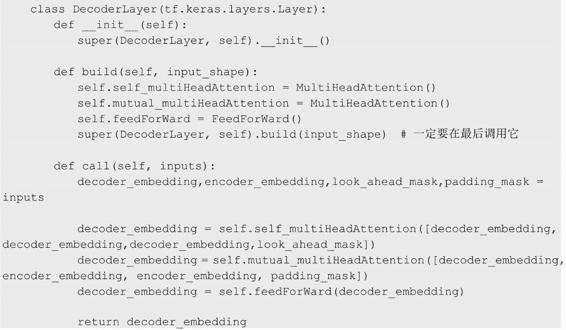 class DecoderLayer(tf.keras.layers.Layer):
    def __init__(self):
        super(DecoderLayer, self).__init__()

    def build(self, input_shape):
        self.self_multiHeadAttention = MultiHeadAttention()
        self.mutual_multiHeadAttention = MultiHeadAttention()
        self.feedForWard = FeedForWard()
        super(DecoderLayer, self).build(input_shape)  # 一定要在最后调用它

    def call(self, inputs):
        decoder_embedding,encoder_embedding,look_ahead_mask,padding_mask =
inputs

        decoder_embedding = self.self_multiHeadAttention([decoder_embedding,
decoder_embedding,decoder_embedding,look_ahead_mask])
        decoder_embedding = self.mutual_multiHeadAttention([decoder_embedding,
encoder_embedding, encoder_embedding, padding_mask])
        decoder_embedding = self.feedForWard(decoder_embedding)

        return decoder_embedding